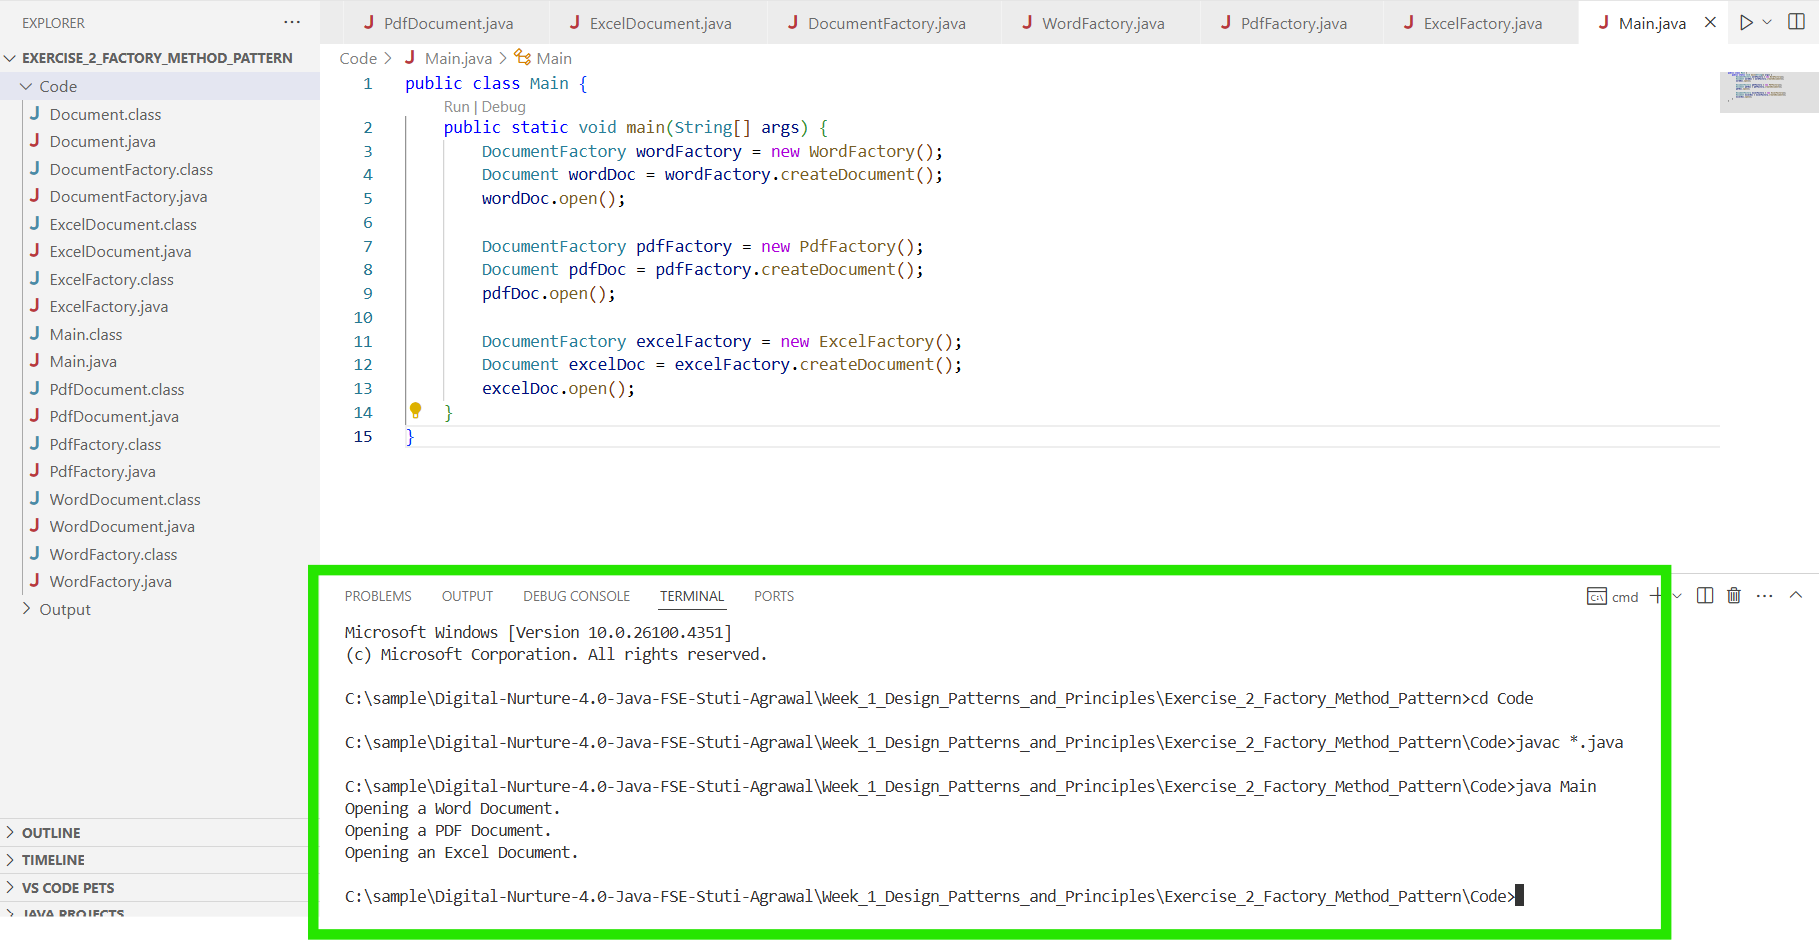 EXPLORER
EXERCISE_2_FACTORY_METHOD_PATTERN
Code
Document.class
Document.java
DocumentFactory.class
DocumentFactory.java
ExcelDocument.class
ExcelDocument.java
ExcelFactory.class
ExcelFactory.java
Main.class
Main.java
PdfDocument.class
PdfDocument.java
PdfFactory.class
PdfFactory.java
WordDocument.class
WordDocument.java
WordFactory.class
WordFactory.java
Output
OUTLINE
TIMELINE
VS CODE PETS
JAVA PROJECTS
PdfDocument.java ExcelDocument.java DocumentFactory.java WordFactory.java PdfFactory.java ExcelFactory.java Main.java
Code > Main.java > Main
1 public class Main {
Run | Debug
2 public static void main(String[] args) {
3 DocumentFactory wordFactory = new WordFactory();
4 Document wordDoc = wordFactory.createDocument();
5 wordDoc.open();
6
7 DocumentFactory pdfFactory = new PdfFactory();
8 Document pdfDoc = pdfFactory.createDocument();
9 pdfDoc.open();
10
11 DocumentFactory excelFactory = new ExcelFactory();
12 Document excelDoc = excelFactory.createDocument();
13 excelDoc.open();
14 }
15 }
PROBLEMS OUTPUT DEBUG CONSOLE TERMINAL PORTS cmd
Microsoft Windows [Version 10.0.26100.4351]
(c) Microsoft Corporation. All rights reserved.
C:\sample\Digital-Nurture-4.0-Java-FSE-Stuti-Agrawal\Week_1_Design_Patterns_and_Principles\Exercise_2_Factory_Method_Pattern>cd Code
C:\sample\Digital-Nurture-4.0-Java-FSE-Stuti-Agrawal\Week_1_Design_Patterns_and_Principles\Exercise_2_Factory_Method_Pattern\Code>javac *.java
C:\sample\Digital-Nurture-4.0-Java-FSE-Stuti-Agrawal\Week_1_Design_Patterns_and_Principles\Exercise_2_Factory_Method_Pattern\Code>java Main
Opening a Word Document.
Opening a PDF Document.
Opening an Excel Document.
C:\sample\Digital-Nurture-4.0-Java-FSE-Stuti-Agrawal\Week_1_Design_Patterns_and_Principles\Exercise_2_Factory_Method_Pattern\Code>